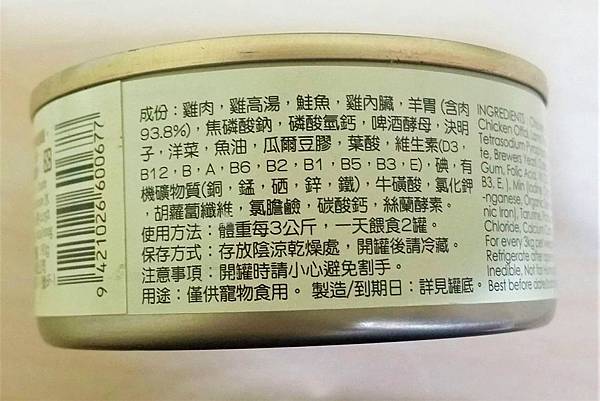 成份：雞肉，雞高湯，鮭魚，雞內臟，羊胃 (含肉
93.8%)，焦磷酸鈉，磷酸氫鈣，啤酒酵母，決明
子，洋菜，魚油，瓜爾豆膠，葉酸，維生素(D3，
B12，B，A，B6，B2，B1，B5，B3，E)，碘，有
機礦物質(銅，錳，硒，鋅，鐵)，牛磺酸，氯化鉀
，胡蘿蔔纖維，氯膽鹼，碳酸鈣，絲蘭酵素。
使用方法：體重每3公斤，一天餵食2罐。
保存方式：存放陰涼乾燥處，開罐後請冷藏。
注意事項：開罐時請小心避免割手。
用途：僅供寵物食用。 製造/到期日：詳見罐底。
INGREDIENTS :
Chicken Offal,
Tetrasodium
te, Brewers Yeast,
Gum, Folic Acid,
B3, E, ), Min
-nganese, Organic
nic Iron), Taurine,
Chloride, Calcium
For every 3kg
Refrigerate after
Inedible, Not for
Best before date
9 421026 600677